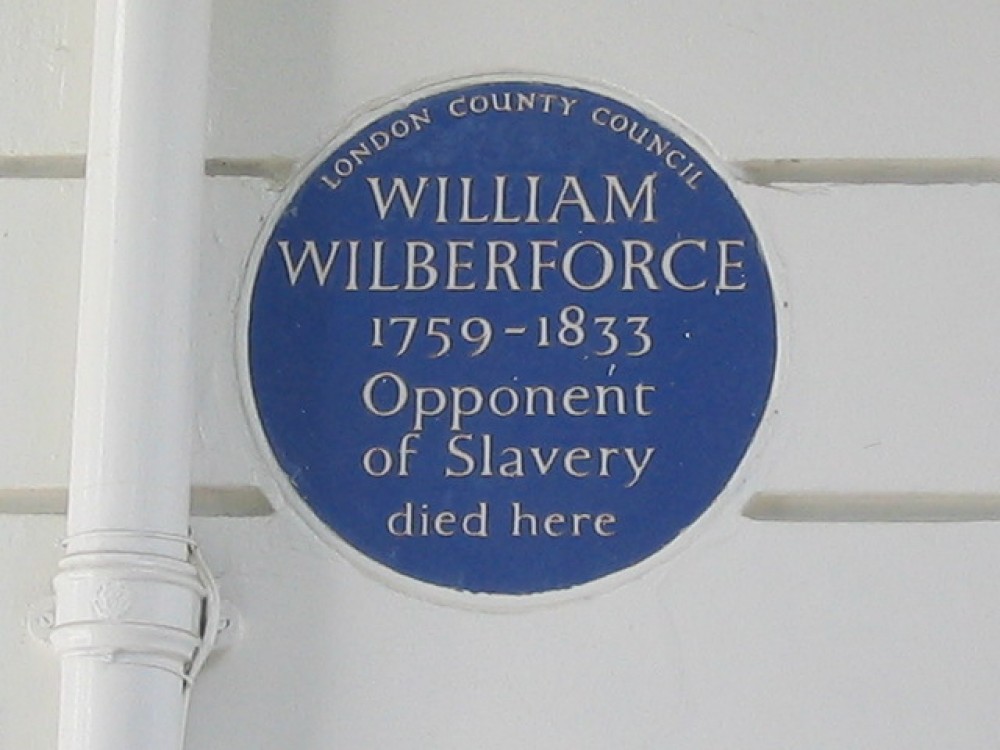 LONDON COUNTY COUNCIL
WILLIAM
WILBERFORCE
1759-1833
Opponent
of Slavery
died here